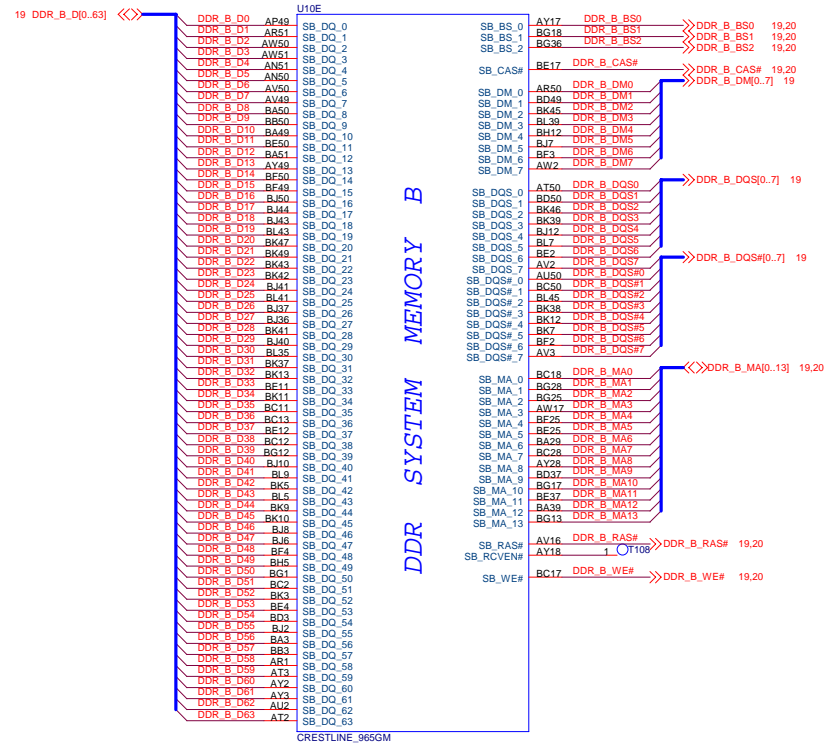 19 DDR_B_D[0..63]
U10E
DDR_B_D0 AP49 SB_DQ_0
DDR_B_D1 AR51 SB_DQ_1
DDR_B_D2 AW50 SB_DQ_2
DDR_B_D3 AW51 SB_DQ_3
DDR_B_D4 AN51 SB_DQ_4
DDR_B_D5 AN50 SB_DQ_5
DDR_B_D6 AV50 SB_DQ_6
DDR_B_D7 AV49 SB_DQ_7
DDR_B_D8 BA50 SB_DQ_8
DDR_B_D9 BB50 SB_DQ_9
DDR_B_D10 BA49 SB_DQ_10
DDR_B_D11 BE50 SB_DQ_11
DDR_B_D12 BA51 SB_DQ_12
DDR_B_D13 AY49 SB_DQ_13
DDR_B_D14 BF50 SB_DQ_14
DDR_B_D15 BF49 SB_DQ_15
DDR_B_D16 BJ50 SB_DQ_16
DDR_B_D17 BJ44 SB_DQ_17
DDR_B_D18 BJ43 SB_DQ_18
DDR_B_D19 BL43 SB_DQ_19
DDR_B_D20 BK47 SB_DQ_20
DDR_B_D21 BK49 SB_DQ_21
DDR_B_D22 BK43 SB_DQ_22
DDR_B_D23 BK42 SB_DQ_23
DDR_B_D24 BJ41 SB_DQ_24
DDR_B_D25 BL41 SB_DQ_25
DDR_B_D26 BJ37 SB_DQ_26
DDR_B_D27 BJ36 SB_DQ_27
DDR_B_D28 BK41 SB_DQ_28
DDR_B_D29 BJ40 SB_DQ_29
DDR_B_D30 BL35 SB_DQ_30
DDR_B_D31 BK37 SB_DQ_31
DDR_B_D32 BK13 SB_DQ_32
DDR_B_D33 BE11 SB_DQ_33
DDR_B_D34 BK11 SB_DQ_34
DDR_B_D35 BC11 SB_DQ_35
DDR_B_D36 BC13 SB_DQ_36
DDR_B_D37 BE12 SB_DQ_37
DDR_B_D38 BC12 SB_DQ_38
DDR_B_D39 BG12 SB_DQ_39
DDR_B_D40 BJ10 SB_DQ_40
DDR_B_D41 BL9 SB_DQ_41
DDR_B_D42 BK5 SB_DQ_42
DDR_B_D43 BL5 SB_DQ_43
DDR_B_D44 BK9 SB_DQ_44
DDR_B_D45 BK10 SB_DQ_45
DDR_B_D46 BJ8 SB_DQ_46
DDR_B_D47 BJ6 SB_DQ_47
DDR_B_D48 BF4 SB_DQ_48
DDR_B_D49 BH5 SB_DQ_49
DDR_B_D50 BG1 SB_DQ_50
DDR_B_D51 BC2 SB_DQ_51
DDR_B_D52 BK3 SB_DQ_52
DDR_B_D53 BE4 SB_DQ_53
DDR_B_D54 BD3 SB_DQ_54
DDR_B_D55 BJ2 SB_DQ_55
DDR_B_D56 BA3 SB_DQ_56
DDR_B_D57 BB3 SB_DQ_57
DDR_B_D58 AR1 SB_DQ_58
DDR_B_D59 AT3 SB_DQ_59
DDR_B_D60 AY2 SB_DQ_60
DDR_B_D61 AY3 SB_DQ_61
DDR_B_D62 AU2 SB_DQ_62
DDR_B_D63 AT2 SB_DQ_63
DDR SYSTEM MEMORY B
SB_BS_0 AY17 DDR_B_BS0 DDR_B_BS0 19,20
SB_BS_1 BG18 DDR_B_BS1 DDR_B_BS1 19,20
SB_BS_2 BG36 DDR_B_BS2 DDR_B_BS2 19,20
SB_CAS# BE17 DDR_B_CAS# DDR_B_CAS# 19,20
DDR_B_DM[0..7] 19
SB_DM_0 AR50 DDR_B_DM0
SB_DM_1 BD49 DDR_B_DM1
SB_DM_2 BK45 DDR_B_DM2
SB_DM_3 BL39 DDR_B_DM3
SB_DM_4 BH12 DDR_B_DM4
SB_DM_5 BJ7 DDR_B_DM5
SB_DM_6 BF3 DDR_B_DM6
SB_DM_7 AW2 DDR_B_DM7
DDR_B_DQS[0..7] 19
SB_DQS_0 AT50 DDR_B_DQS0
SB_DQS_1 BD50 DDR_B_DQS1
SB_DQS_2 BK46 DDR_B_DQS2
SB_DQS_3 BK39 DDR_B_DQS3
SB_DQS_4 BJ12 DDR_B_DQS4
SB_DQS_5 BL7 DDR_B_DQS5
SB_DQS_6 BE2 DDR_B_DQS6
SB_DQS_7 AV2 DDR_B_DQS7
DDR_B_DQS#[0..7] 19
SB_DQS#_0 AU50 DDR_B_DQS#0
SB_DQS#_1 BC50 DDR_B_DQS#1
SB_DQS#_2 BL45 DDR_B_DQS#2
SB_DQS#_3 BK38 DDR_B_DQS#3
SB_DQS#_4 BK12 DDR_B_DQS#4
SB_DQS#_5 BK7 DDR_B_DQS#5
SB_DQS#_6 BF2 DDR_B_DQS#6
SB_DQS#_7 AV3 DDR_B_DQS#7
DDR_B_MA[0..13] 19,20
SB_MA_0 BC18 DDR_B_MA0
SB_MA_1 BG28 DDR_B_MA1
SB_MA_2 BG25 DDR_B_MA2
SB_MA_3 AW17 DDR_B_MA3
SB_MA_4 BF25 DDR_B_MA4
SB_MA_5 BE25 DDR_B_MA5
SB_MA_6 BA29 DDR_B_MA6
SB_MA_7 BC28 DDR_B_MA7
SB_MA_8 AY28 DDR_B_MA8
SB_MA_9 BD37 DDR_B_MA9
SB_MA_10 BG17 DDR_B_MA10
SB_MA_11 BE37 DDR_B_MA11
SB_MA_12 BA39 DDR_B_MA12
SB_MA_13 BG13 DDR_B_MA13
SB_RAS# AV16 DDR_B_RAS# DDR_B_RAS# 19,20
SB_RCVEN# AY18 1 T108
SB_WE# BC17 DDR_B_WE# DDR_B_WE# 19,20
CRESTLINE_965GM